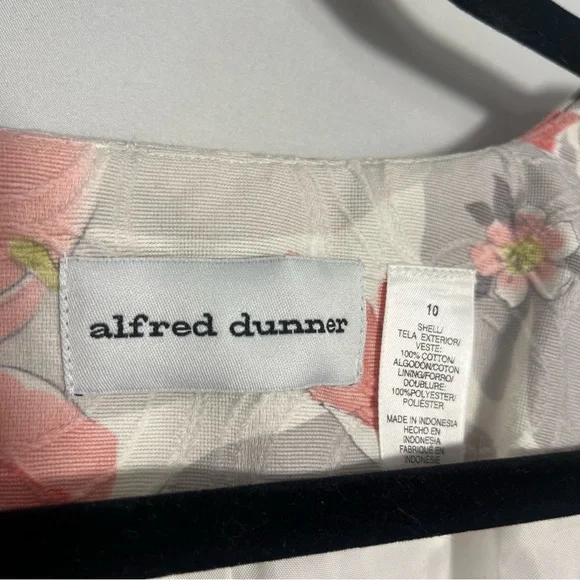 alfred dunner
10
SHELL/
TELA EXTERIOR/
VESTE:
100% COTTON/
ALGODÓN/COTON
LINING/FORRO/
DOUBLURE:
100%POLYESTER/
POLIÉSTER
MADE IN INDONESIA
HECHO EN
INDONESIA
FABRIQUÉ EN
INDONÉSIE